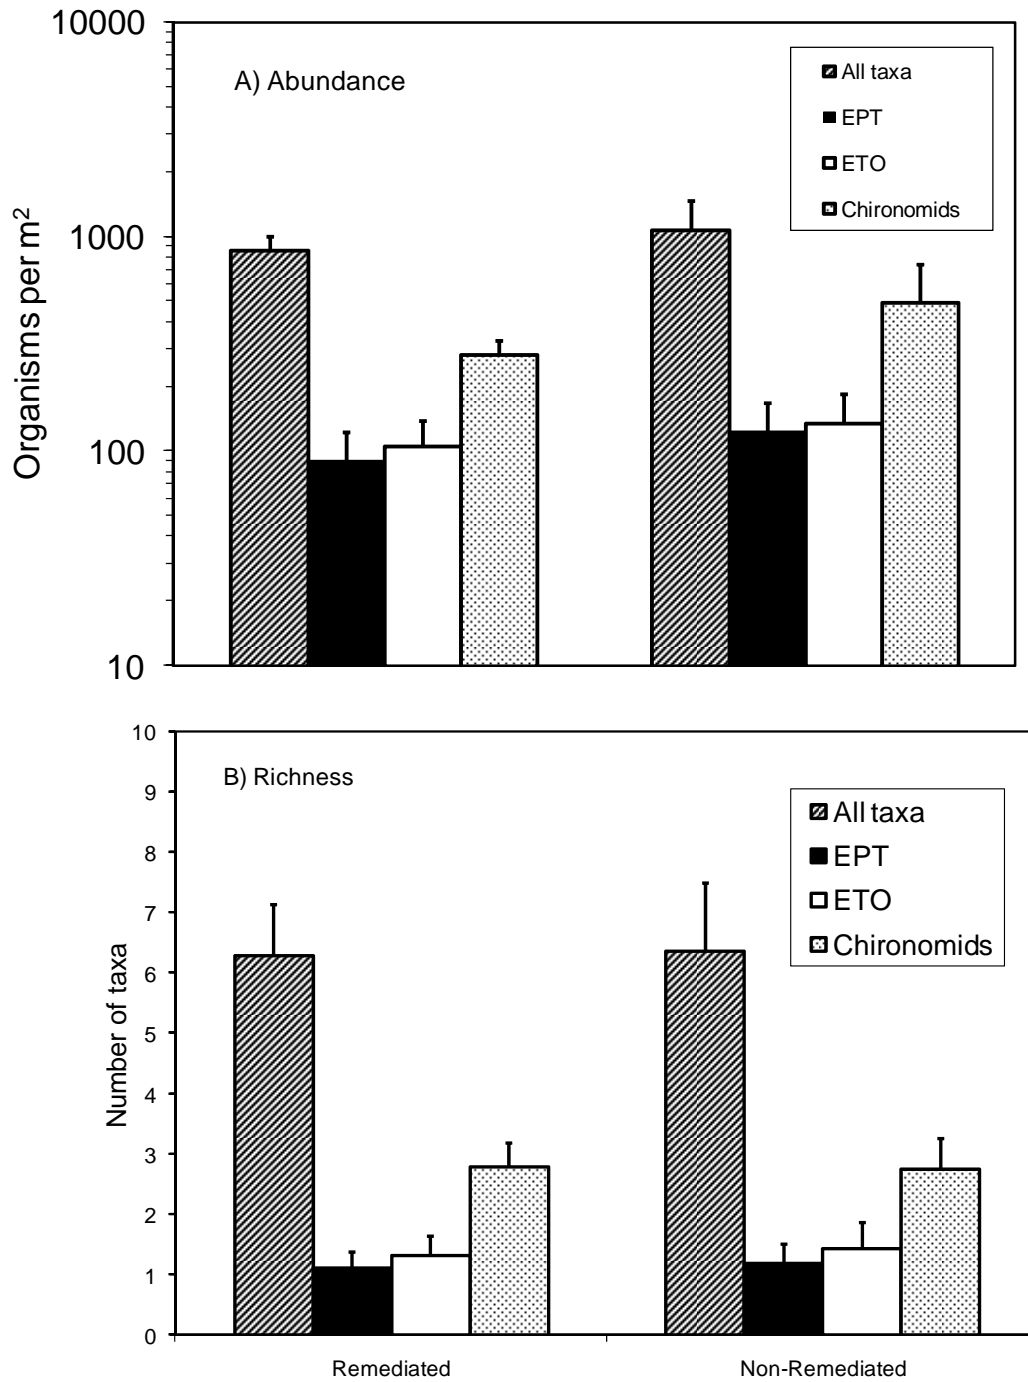 10000
A) Abundance
All taxa
EPT
ETO
Chironomids
1000
100
10
Organisms per m²
10
B) Richness
9
8
7
6
5
4
3
2
1
0
All taxa
EPT
ETO
Chironomids
Number of taxa
Remediated
Non-Remediated